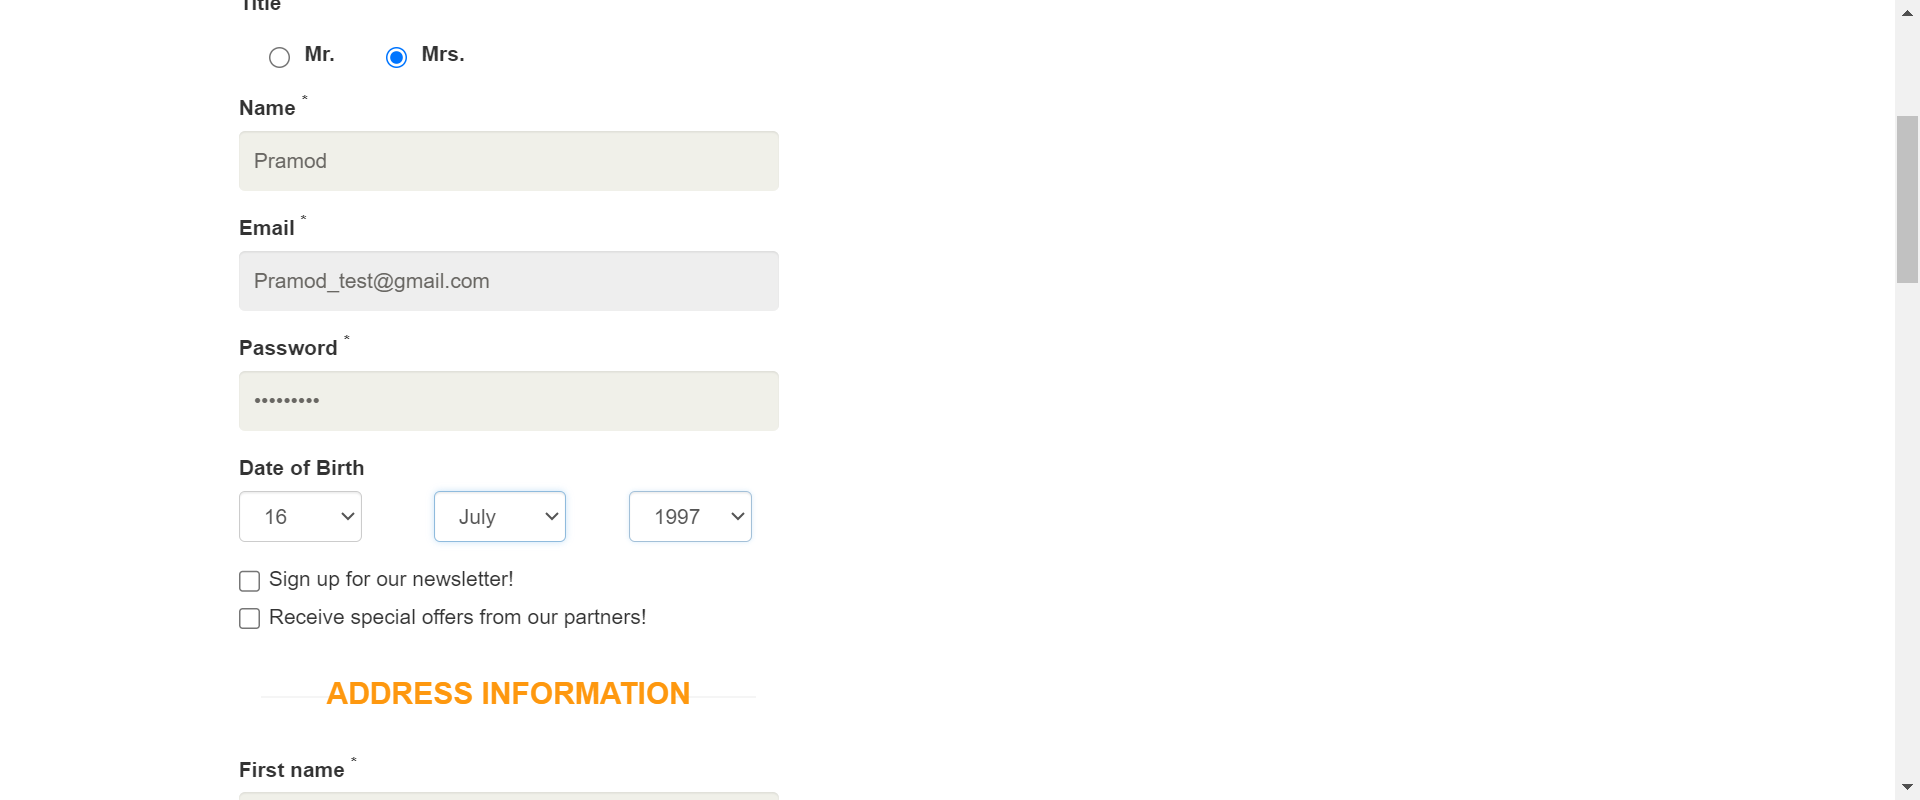 Title
Mr. Mrs.
Name *
Pramod
Email *
Pramod_test@gmail.com
Password *
•••••••••
Date of Birth
16 July 1997
Sign up for our newsletter!
Receive special offers from our partners!
ADDRESS INFORMATION
First name *